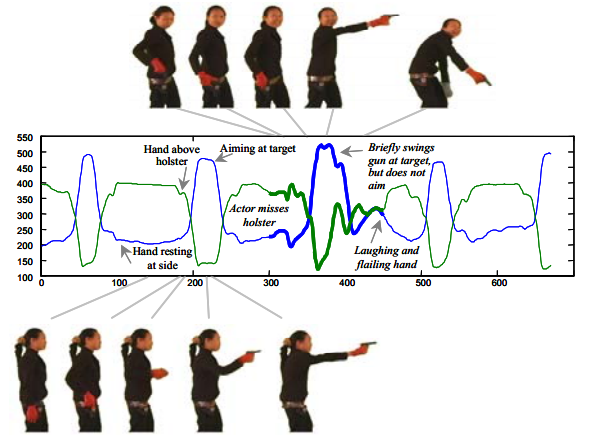 550
500
450
400
350
300
250
200
150
100
0
100
200
300
400
500
600
Hand above
holster
Aiming at target
Briefly swings
gun at target,
but does not
aim
Actor misses
holster
Hand resting
at side
Laughing and
flailing hand